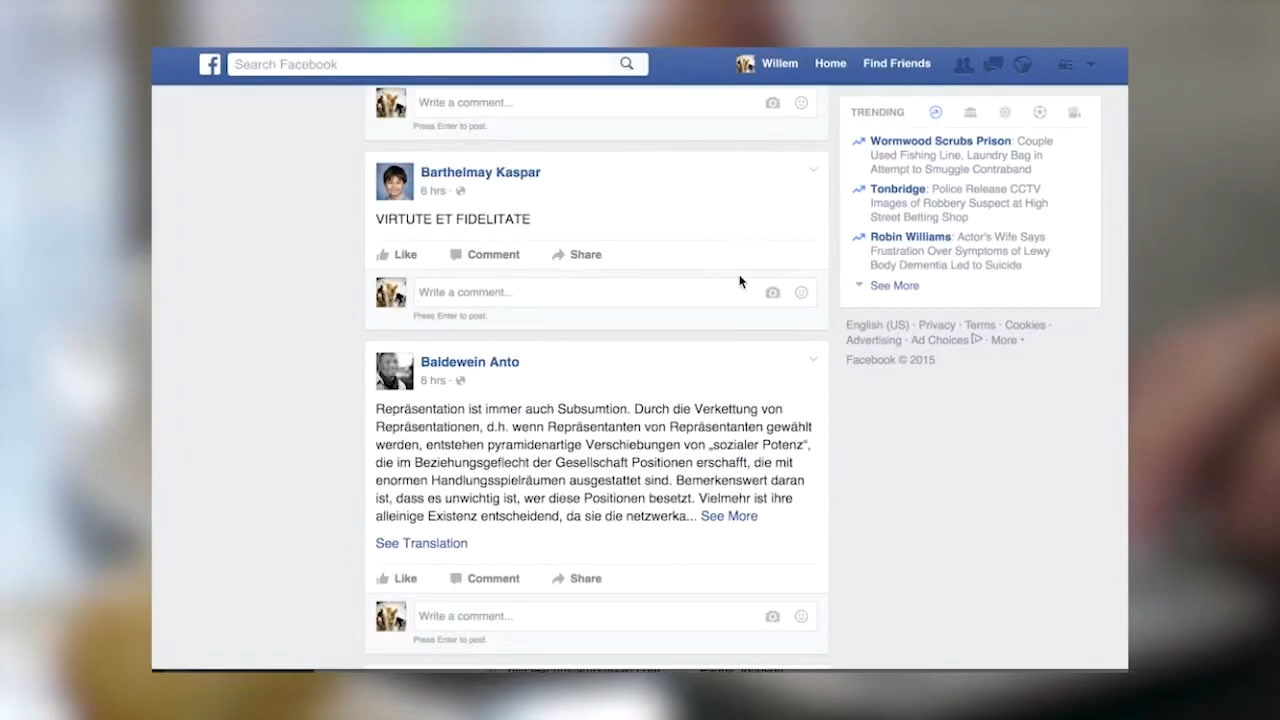 Search Facebook
Willem
Home
Find Friends
Write a comment...
Press Enter to post.
Barthelmay Kaspar
6 hrs ·
VIRTUTE ET FIDELITATE
Like Comment Share
Write a comment...
Press Enter to post.
Baldewein Anto
6 hrs ·
Repräsentation ist immer auch Subsumtion. Durch die Verkettung von
Repräsentationen, d.h. wenn Repräsentanten von Repräsentanten gewählt
werden, entstehen pyramidenartige Verschiebungen von „sozialer Potenz“,
die im Beziehungsgeflecht der Gesellschaft Positionen erschafft, die mit
enormen Handlungsspielräumen ausgestattet sind. Bemerkenswert daran
ist, dass es unwichtig ist, wer diese Positionen besetzt. Vielmehr ist ihre
alleinige Existenz entscheidend, da sie die netzwerka... See More
See Translation
Like Comment Share
Write a comment...
Press Enter to post.
TRENDING
Wormwood Scrubs Prison: Couple
Used Fishing Line, Laundry Bag in
Attempt to Smuggle Contraband
Tonbridge: Police Release CCTV
Images of Robbery Suspect at High
Street Betting Shop
Robin Williams: Actor's Wife Says
Frustration Over Symptoms of Lewy
Body Dementia Led to Suicide
See More
English (US) · Privacy · Terms · Cookies ·
Advertising · Ad Choices · More
Facebook © 2015